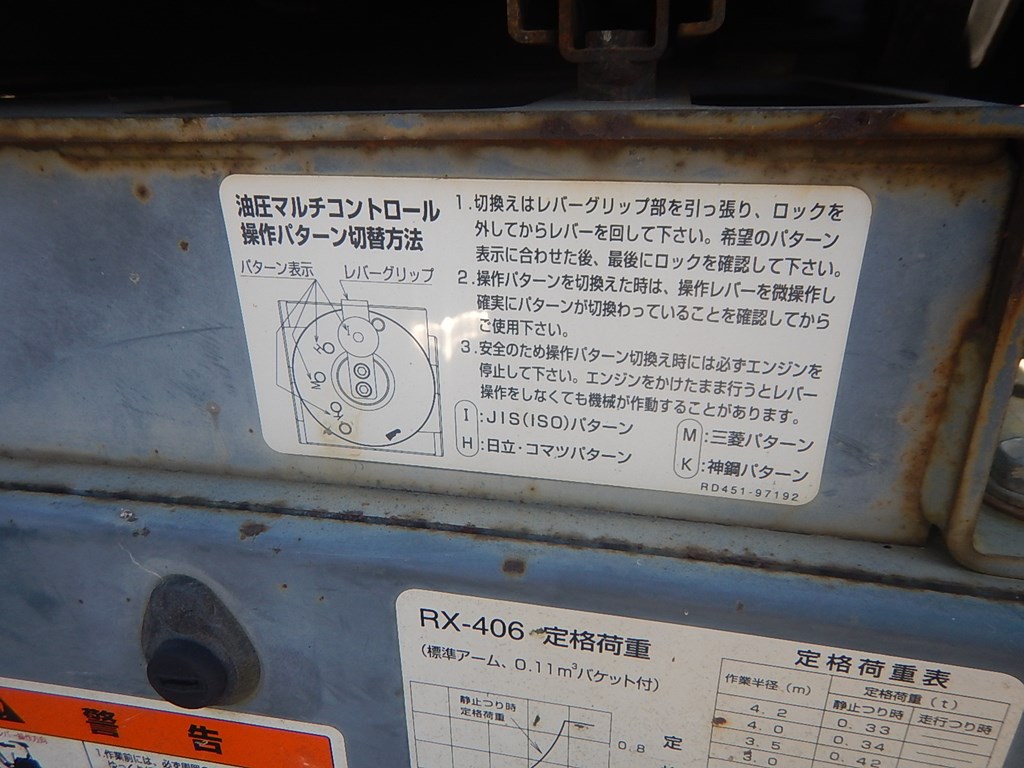 油圧マルチコントロール
操作パターン切替方法
パターン表示
レバーグリップ
1.切換えはレバーグリップ部を引っ張り、ロックを
外してからレバーを回して下さい。希望のパターン
表示に合わせた後、最後にロックを確認して下さい。
2.操作パターンを切換えた時は、操作レバーを微操作し
確実にパターンが切換わっていることを確認してから
ご使用下さい。
3.安全のため操作パターン切換え時には必ずエンジンを
停止して下さい。エンジンをかけたまま行うとレバー
操作をしなくても機械が作動することがあります。
I:JIS(ISO)パターン
H:日立・コマツパターン
M:三菱パターン
K:神鋼パターン
RD451-97192
H
M
K
RX-406 定格荷重
(標準アーム、0.11m³バケット付)
静止つり時
定格荷重
0.8
定
定格荷重表
作業半径(m)
定格荷重(t)
静止つり時 走行つり時
4.2 0.33
4.0 0.34
3.5 0.42
3.0
警告
1.作業前には、必ず周囲の